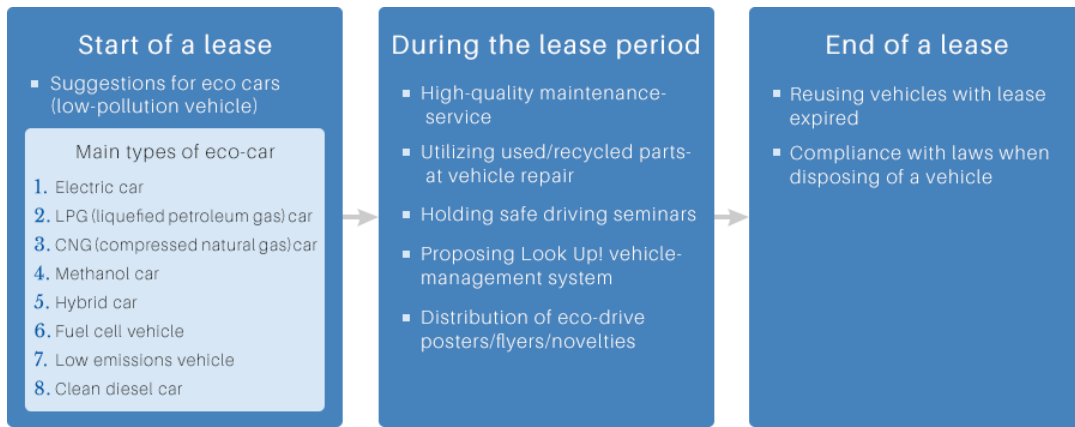 Start of a lease
Suggestions for eco cars
(low-pollution vehicle)
Main types of eco-car
1. Electric car
2. LPG (liquefied petroleum gas) car
3. CNG (compressed natural gas) car
4. Methanol car
5. Hybrid car
6. Fuel cell vehicle
7. Low emissions vehicle
8. Clean diesel car
During the lease period
High-quality maintenance-
service
Utilizing used/recycled parts-
at vehicle repair
Holding safe driving seminars
Proposing Look Up! vehicle-
management system
Distribution of eco-drive
posters/flyers/novelties
End of a lease
Reusing vehicles with lease
expired
Compliance with laws when
disposing of a vehicle